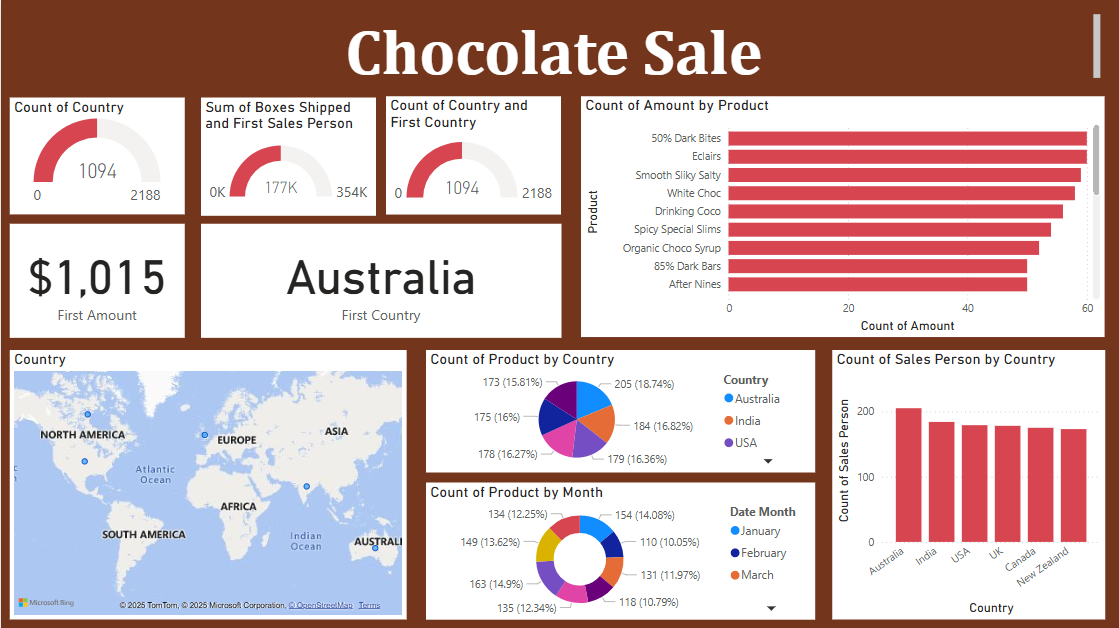 Chocolate Sale
Count of Country
1094
0
2188
Sum of Boxes Shipped
and First Sales Person
0K
177K
354K
Count of Country and
First Country
0
1094
2188
Count of Amount by Product
Product
50% Dark Bites
Eclairs
Smooth Sliky Salty
White Choc
Drinking Coco
Spicy Special Slims
Organic Choco Syrup
85% Dark Bars
After Nines
0
20
40
60
Count of Amount
$1,015
First Amount
Australia
First Country
Country
NORTH AMERICA
EUROPE
ASIA
Atlantic
Ocean
AFRICA
SOUTH AMERICA
Indian
Ocean
AUSTRALI
Microsoft Bing
© 2025 TomTom, © 2025 Microsoft Corporation, © OpenStreetMap Terms
Count of Product by Country
173 (15.81%)
205 (18.74%)
175 (16%)
184 (16.82%)
178 (16.27%)
179 (16.36%)
Country
Australia
India
USA
Count of Product by Month
134 (12.25%)
154 (14.08%)
149 (13.62%)
110 (10.05%)
131 (11.97%)
163 (14.9%)
118 (10.79%)
135 (12.34%)
Date Month
January
February
March
Count of Sales Person by Country
Count of Sales Person
200
100
0
Australia
India
USA
UK
Canada
New Zealand
Country